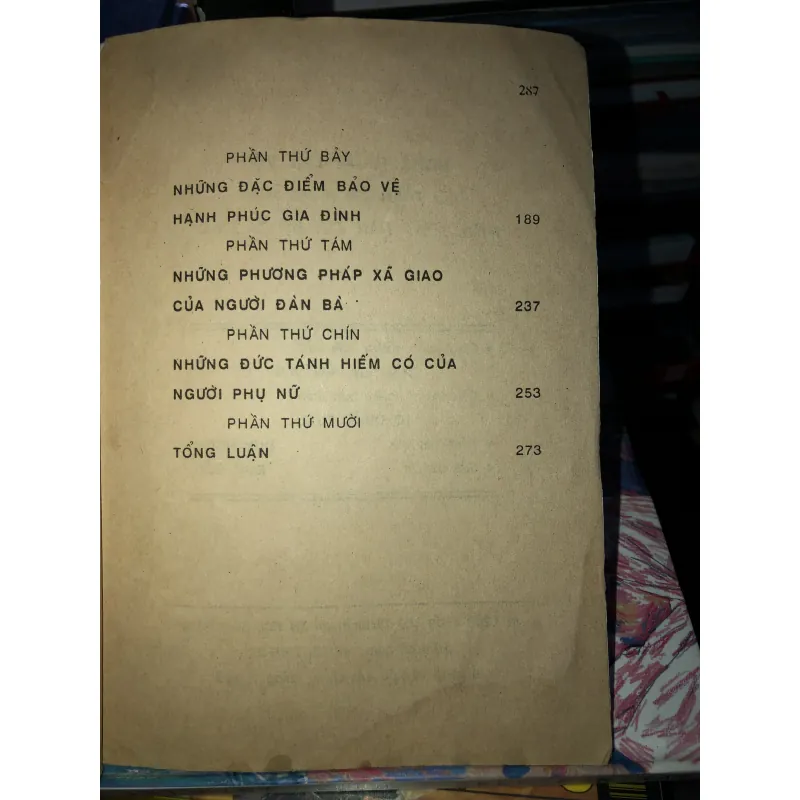 287
PHẦN THỨ BẢY
NHỮNG ĐẶC ĐIỂM BẢO VỆ
HẠNH PHÚC GIA ĐÌNH 189
PHẦN THỨ TÁM
NHỮNG PHƯƠNG PHÁP XÃ GIAO
CỦA NGƯỜI ĐÀN BÀ 237
PHẦN THỨ CHÍN
NHỮNG ĐỨC TÁNH HIẾM CÓ CỦA
NGƯỜI PHỤ NỮ 253
PHẦN THỨ MƯỜI
TỔNG LUẬN 273